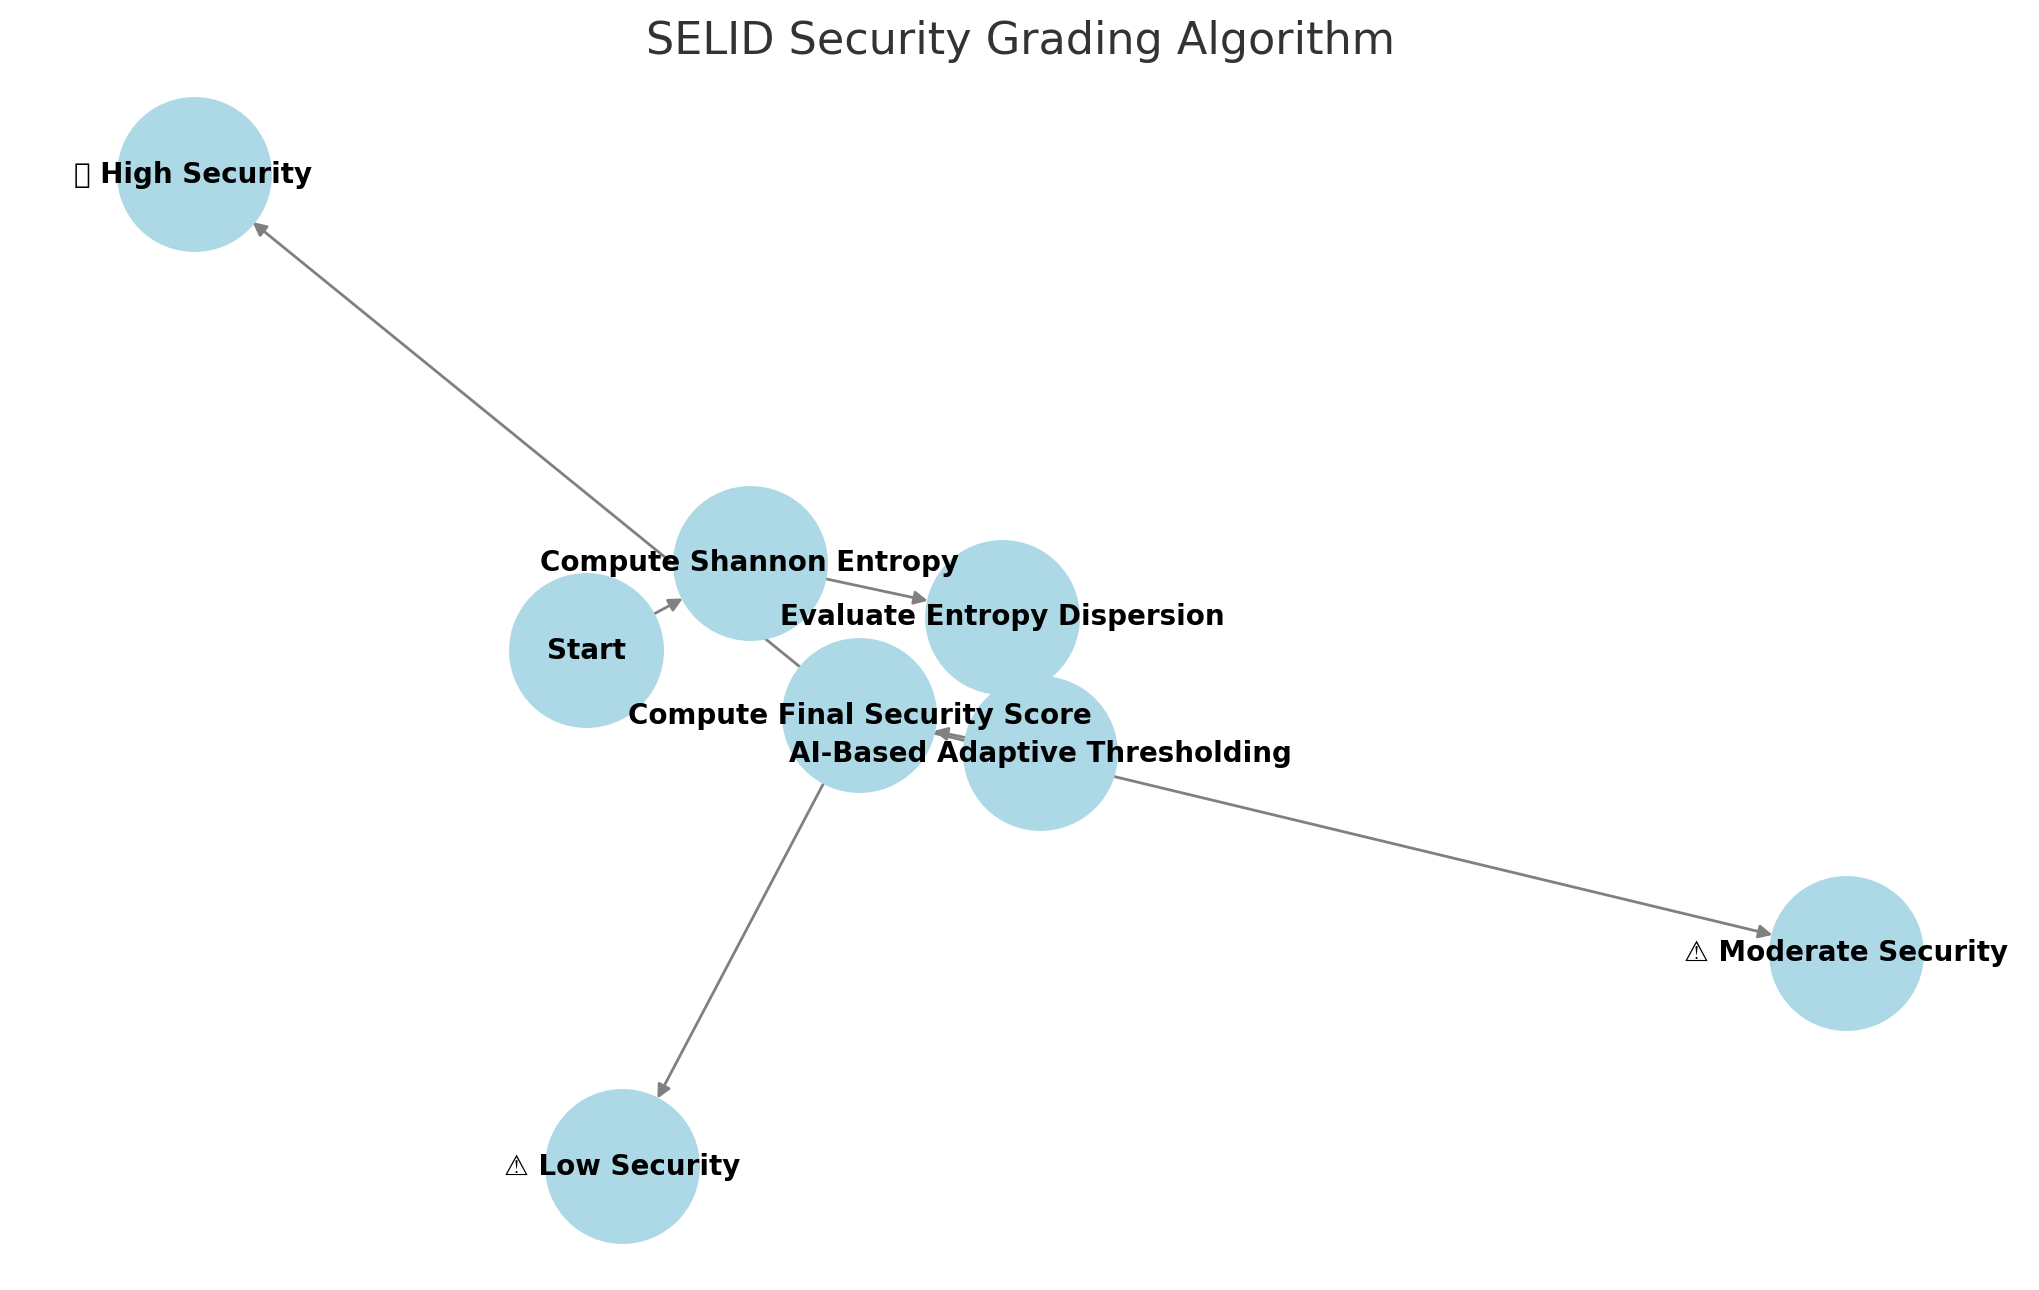 SELID Security Grading Algorithm
▯ High Security
Compute Shannon Entropy
Evaluate Entropy Dispersion
Start
Compute Final Security Score
AI-Based Adaptive Thresholding
⚠ Moderate Security
⚠ Low Security